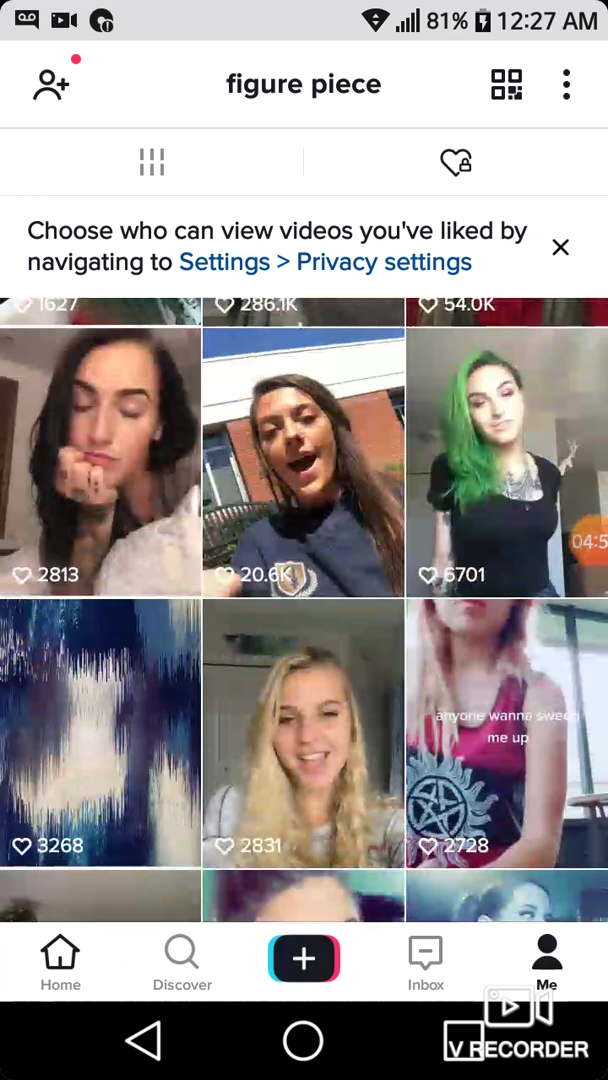 81% 12:27 AM
figure piece
Choose who can view videos you've liked by
navigating to Settings > Privacy settings
1627 286.1K 54.0K
04:5
2813 20.6K 6701
anyone wanna sweep
me up
3268 2831 2728
Home Discover Inbox Me
V RECORDER